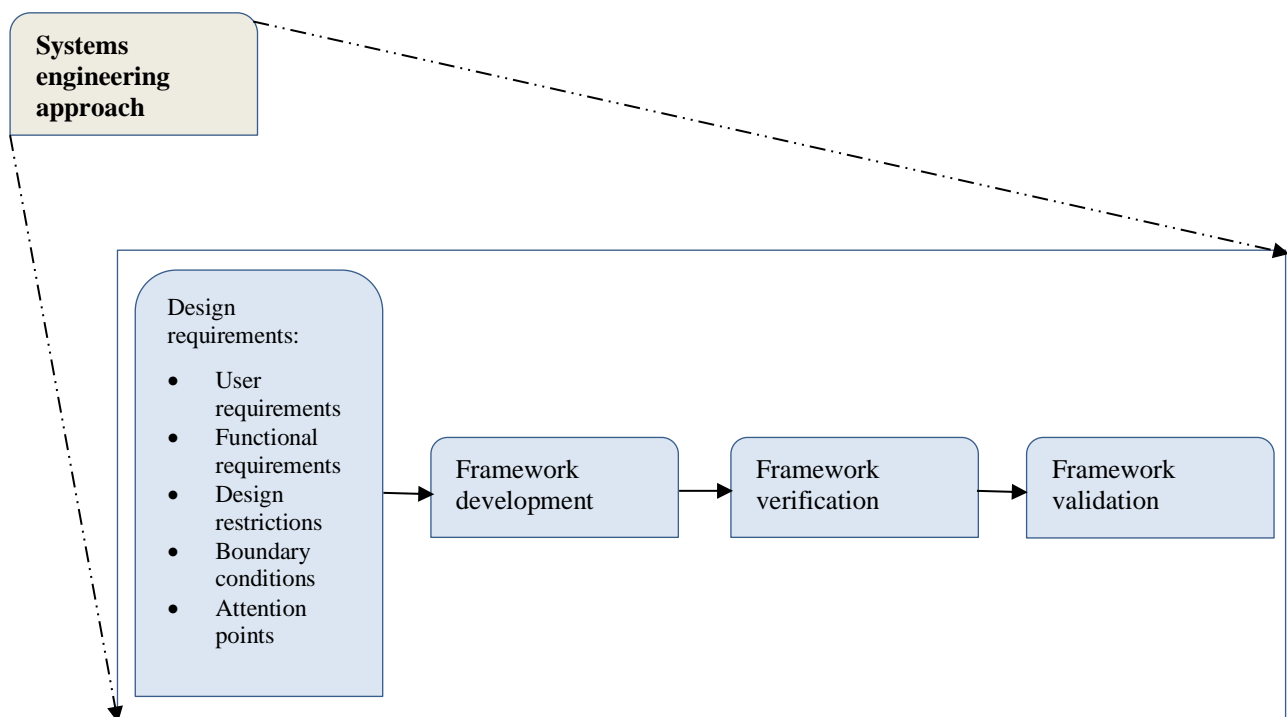 Systems
engineering
approach
Design
requirements:
• User
requirements
• Functional
requirements
• Design
restrictions
• Boundary
conditions
• Attention
points
Framework
development
Framework
verification
Framework
validation